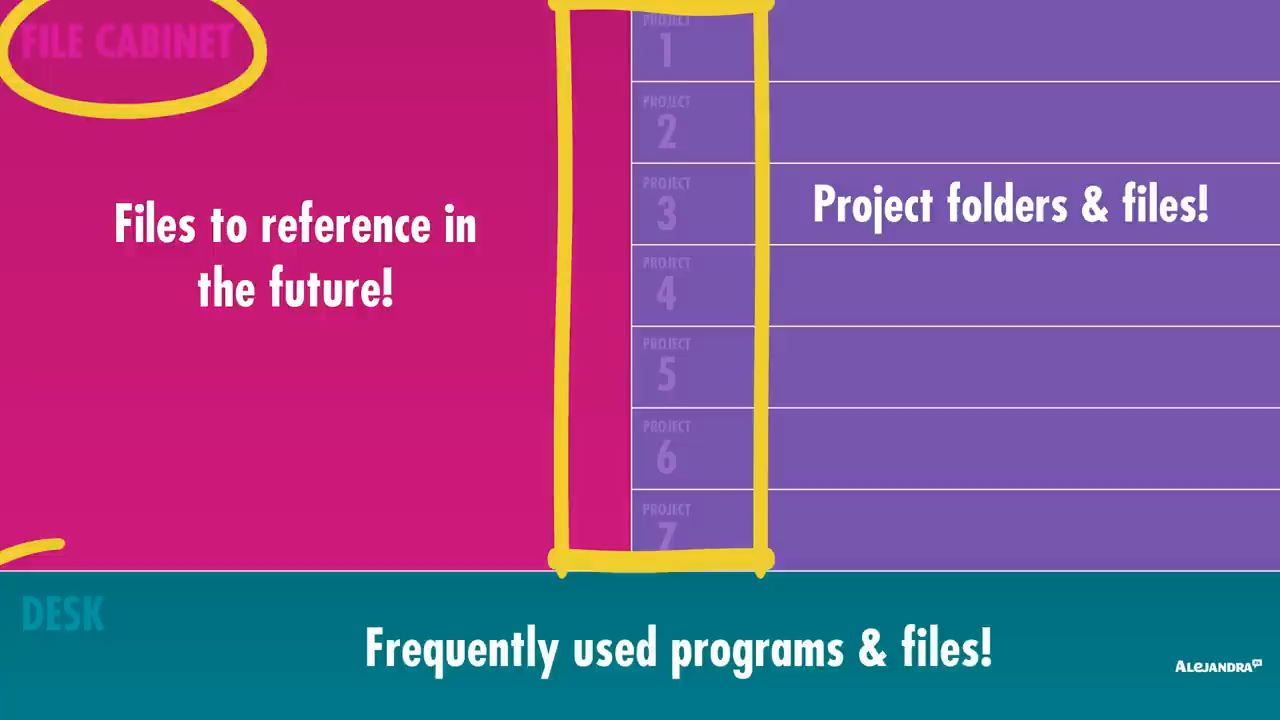 FILE CABINET
Files to reference in
the future!
PROJECT
1
PROJECT
2
PROJECT
3
PROJECT
4
PROJECT
5
PROJECT
6
PROJECT
7
Project folders & files!
DESK
Frequently used programs & files!
ALEJANDRA